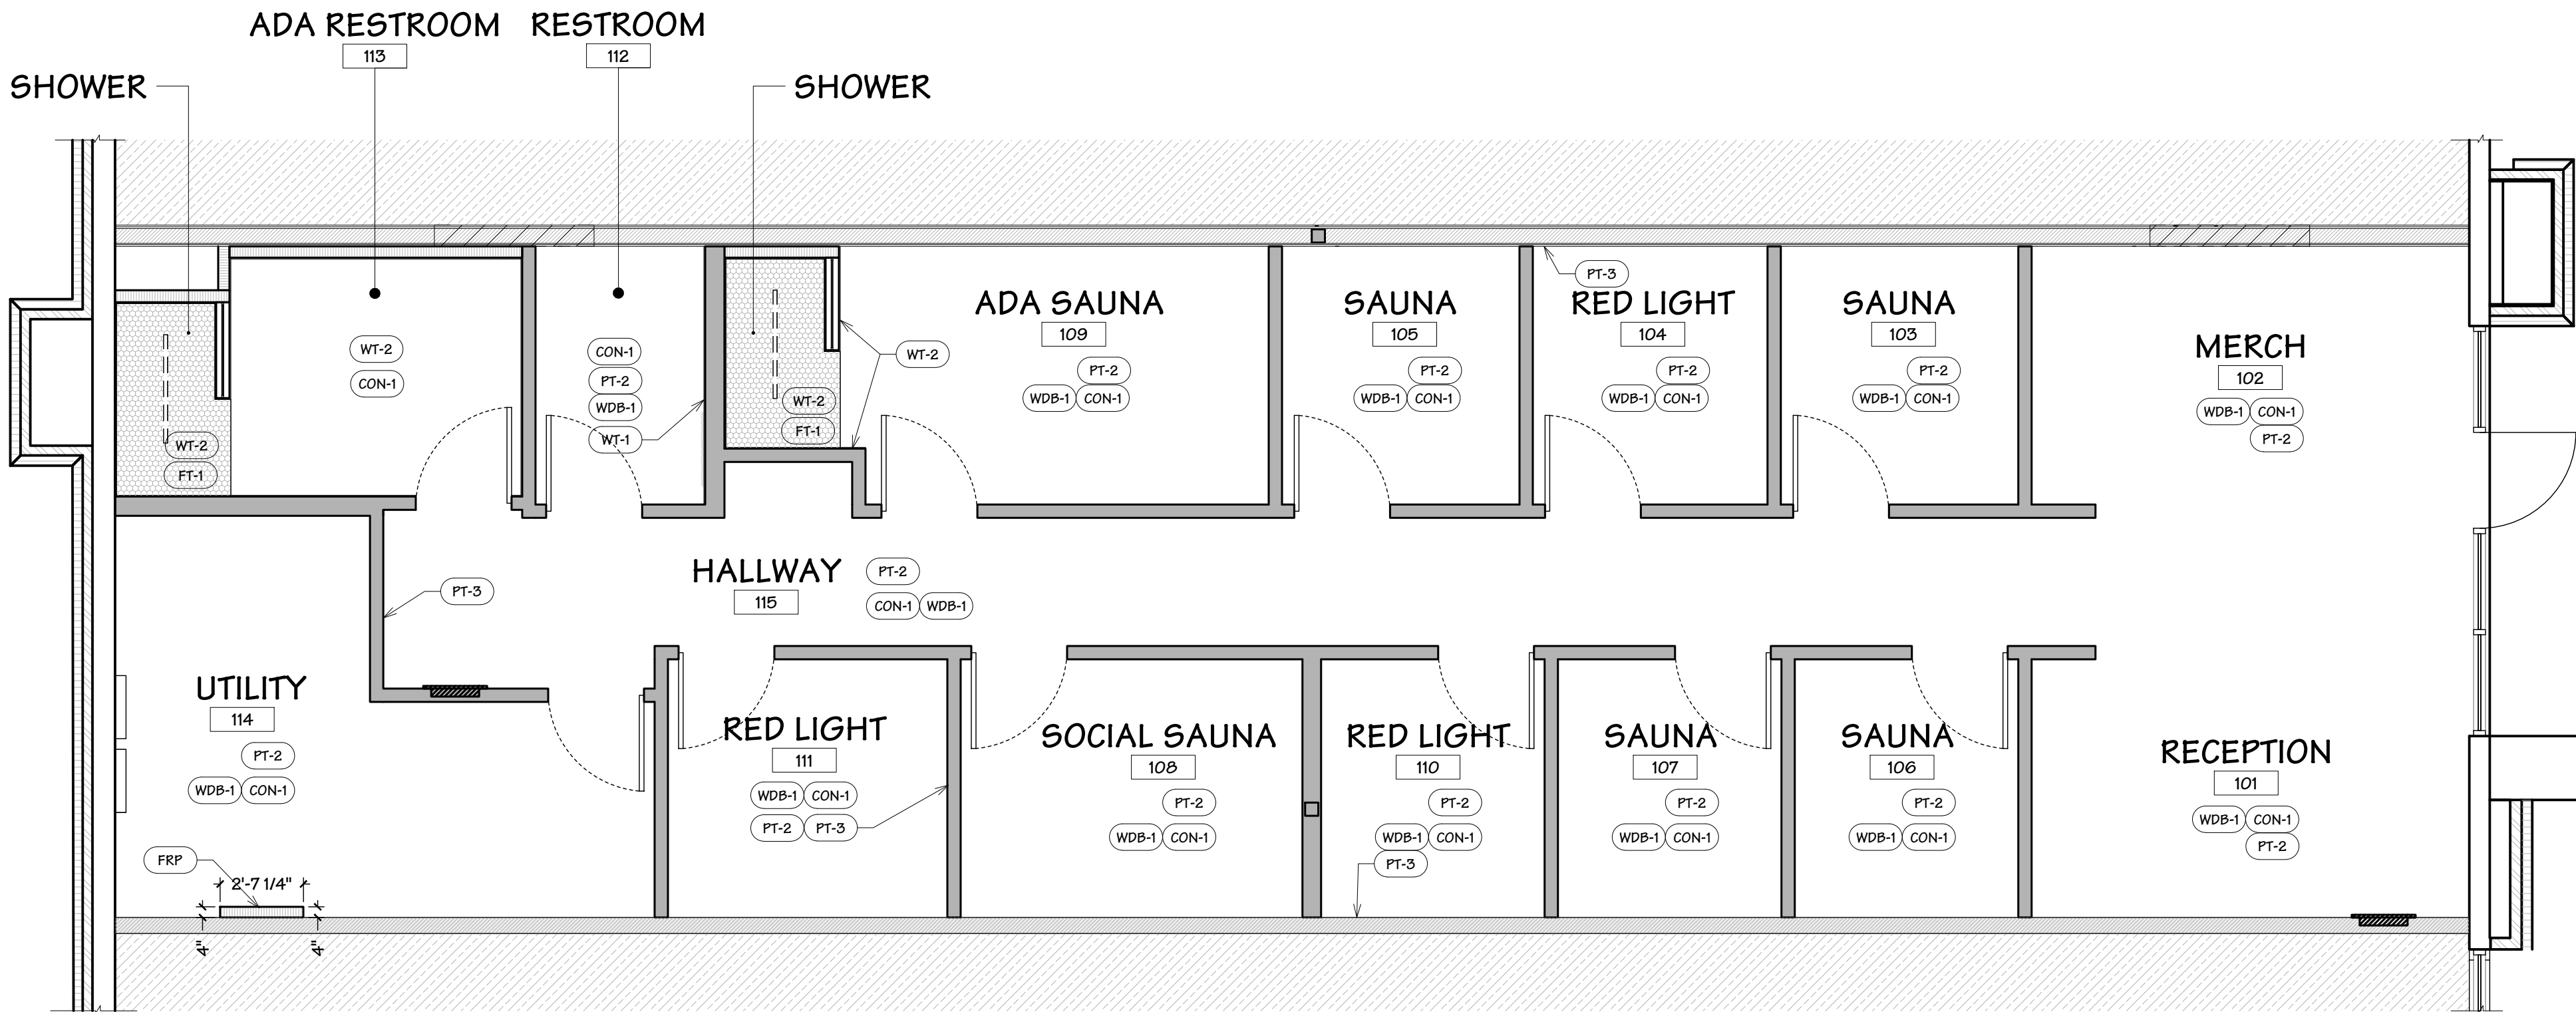 ADA RESTROOM
113
RESTROOM
112
SHOWER
SHOWER
WT-2
CON-1
WT-2
FT-1
CON-1
PT-2
WDB-1
WT-1
WT-2
FT-1
WT-2
ADA SAUNA
109
PT-2
WDB-1 CON-1
SAUNA
105
PT-2
WDB-1 CON-1
PT-3
RED LIGHT
104
PT-2
WDB-1 CON-1
SAUNA
103
PT-2
WDB-1 CON-1
MERCH
102
WDB-1 CON-1
PT-2
HALLWAY
115
PT-2
CON-1 WDB-1
PT-3
UTILITY
114
PT-2
WDB-1 CON-1
FRP
2'-7 1/4"
4"
4"
RED LIGHT
111
WDB-1 CON-1
PT-2 PT-3
SOCIAL SAUNA
108
PT-2
WDB-1 CON-1
RED LIGHT
110
PT-2
WDB-1 CON-1
PT-3
SAUNA
107
PT-2
WDB-1 CON-1
SAUNA
106
PT-2
WDB-1 CON-1
RECEPTION
101
WDB-1 CON-1
PT-2